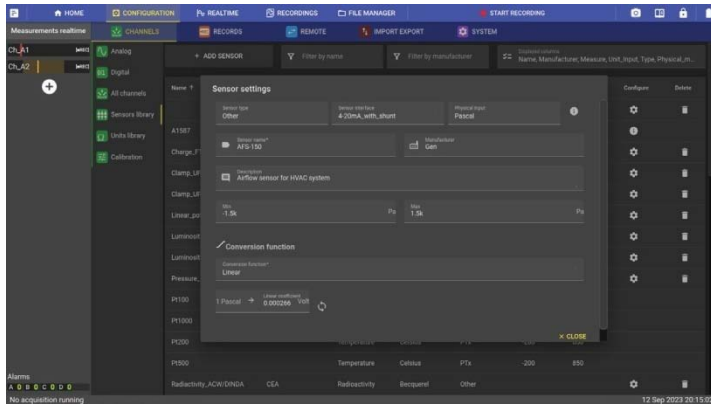 HOME CONFIGURATION REALTIME RECORDINGS FILE MANAGER START RECORDING
Measurements realtime CHANNELS RECORDS REMOTE IMPORT EXPORT SYSTEM
Ch_A1
Ch_A2
Analog
Digital
All channels
Sensors library
Units library
Calibration
+ ADD SENSOR Filter by name Filter by manufacturer Displayed columns
Name, Manufacturer, Measure, Unit, Input, Type, Physical_m...
Name ↑ Configure Delete
Sensor settings
Sensor type Sensor interface Physical input
Other 4-20mA_with_shunt Pascal
Sensor name* Manufacturer
AFS-150 Gen
Description
Airflow sensor for HVAC system
Min Max
-1.5k Pa 1.5k Pa
Conversion function
Conversion function*
Linear
Linear coefficient
1 Pascal → 0.000266 Volt
× CLOSE
A1587
Linear_po
Luminosit
Luminosit
Pressure_
Pt100
Pt1000
Pt200
Pt500 Temperature Celsius PTx -200 850
Radiactivity_ACW/DINDA CEA Radioactivity Becquerel Other
Alarms
A 0 B 0 C 0 D 0
No acquisition running 12 Sep 2023 20:15:0